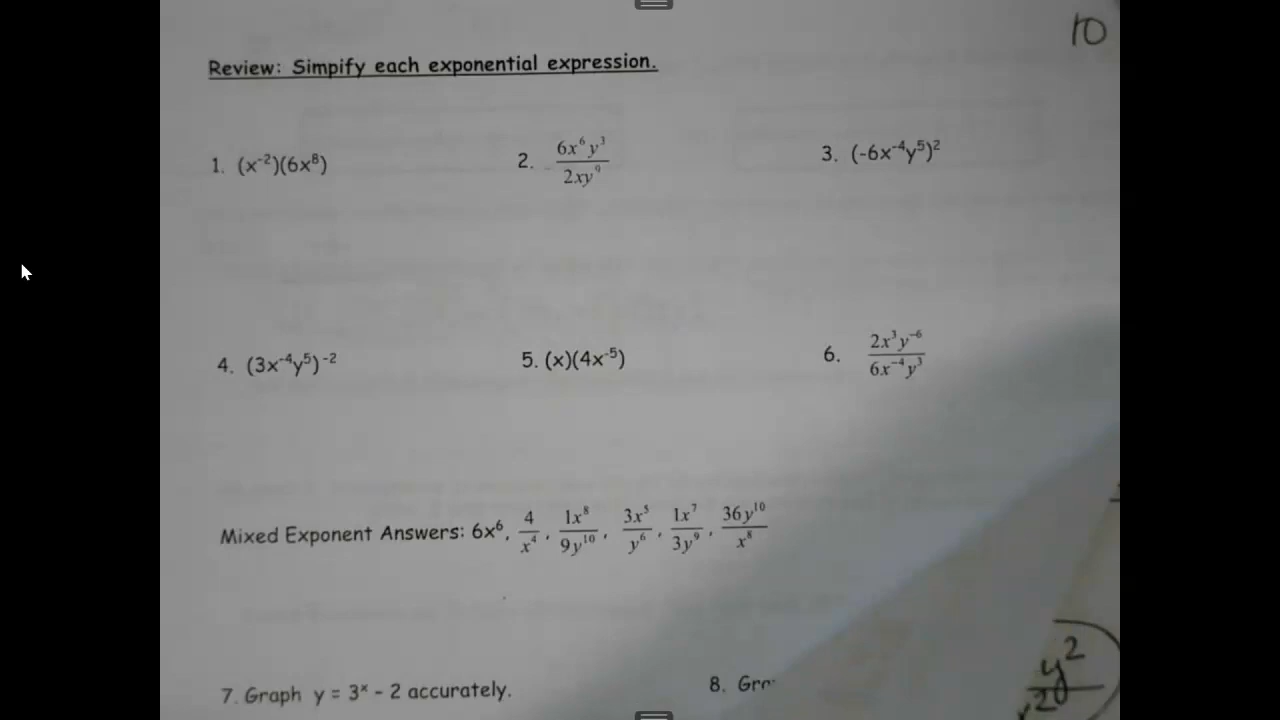 10
Review: Simpify each exponential expression.
1. (x⁻²)(6x⁸) 2. 6x⁶y³/2xy⁹ 3. (-6x⁻⁴y⁵)²
4. (3x⁻⁴y⁵)⁻² 5. (x)(4x⁻⁵) 6. 2x³y⁻⁶/6x⁻⁴y³
Mixed Exponent Answers: 6x⁶, 4/x⁴, 1x⁸/9y¹⁰, 3x⁵/y⁶, 1x⁷/3y⁹, 36y¹⁰/x⁸
7. Graph y = 3ˣ - 2 accurately. 8.
y²